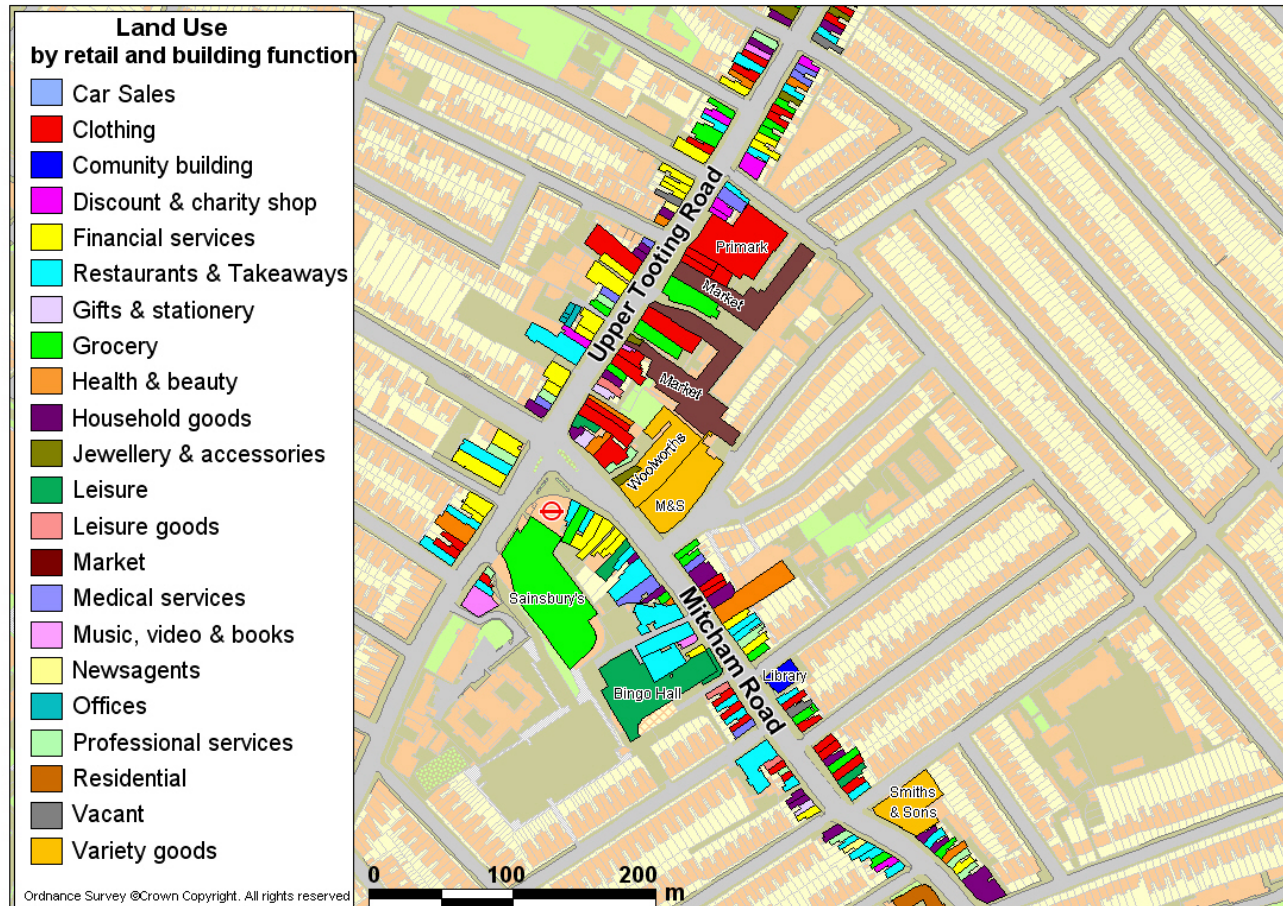 Land Use
by retail and building function
Car Sales
Clothing
Comunity building
Discount & charity shop
Financial services
Restaurants & Takeaways
Gifts & stationery
Grocery
Health & beauty
Household goods
Jewellery & accessories
Leisure
Leisure goods
Market
Medical services
Music, video & books
Newsagents
Offices
Professional services
Residential
Vacant
Variety goods
Ordnance Survey ©Crown Copyright. All rights reserved
Upper Tooting Road
Primark
Market
Market
Woolworths
M&S
Sainsbury's
Mitcham Road
Library
Bingo Hall
Smiths
& Sons
0 100 200
m